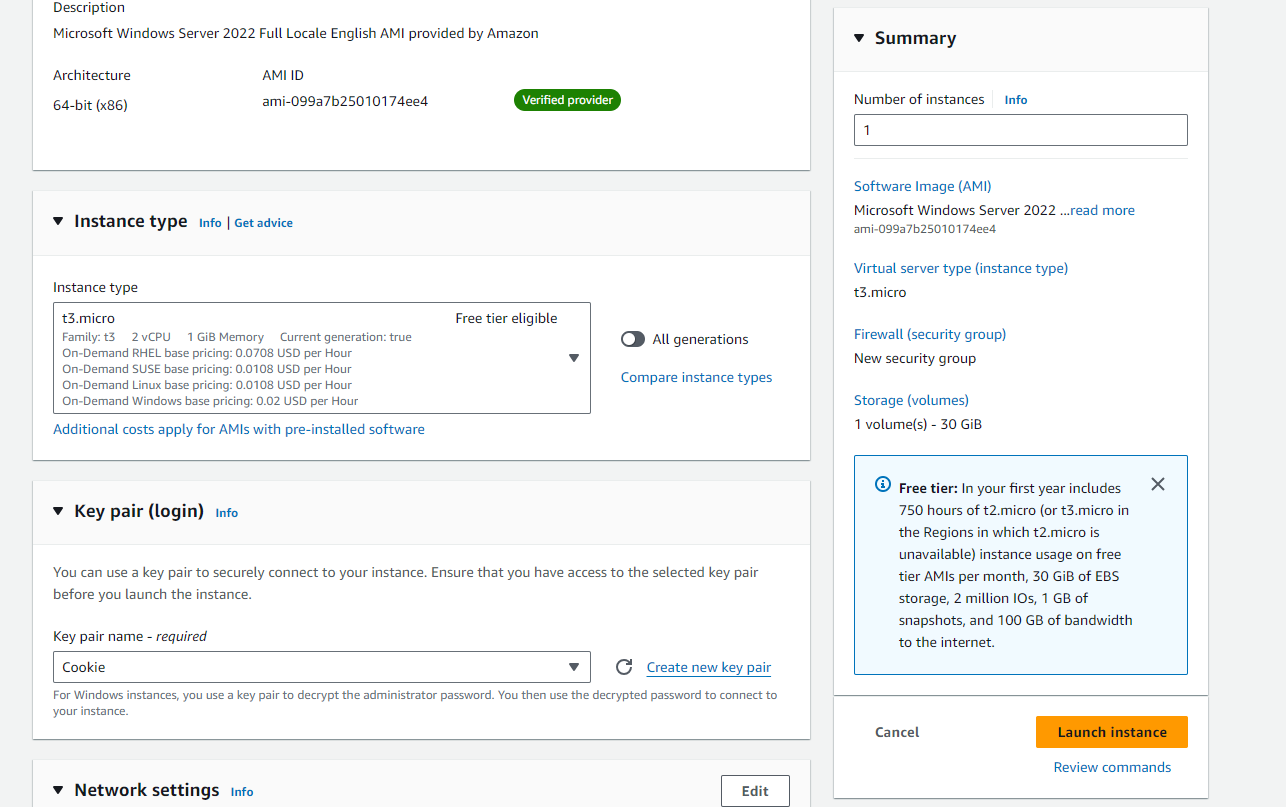 Description
Microsoft Windows Server 2022 Full Locale English AMI provided by Amazon
Architecture
AMI ID
64-bit (x86)
ami-099a7b25010174ee4
Verified provider
Instance type
Info | Get advice
Instance type
t3.micro
Free tier eligible
Family: t3 2 vCPU 1 GiB Memory Current generation: true
On-Demand RHEL base pricing: 0.0708 USD per Hour
On-Demand SUSE base pricing: 0.0108 USD per Hour
On-Demand Linux base pricing: 0.0108 USD per Hour
On-Demand Windows base pricing: 0.02 USD per Hour
All generations
Compare instance types
Additional costs apply for AMIs with pre-installed software
Key pair (login)
Info
You can use a key pair to securely connect to your instance. Ensure that you have access to the selected key pair
before you launch the instance.
Key pair name - required
Cookie
Create new key pair
For Windows instances, you use a key pair to decrypt the administrator password. You then use the decrypted password to connect to
your instance.
Network settings
Info
Edit
Summary
Number of instances
Info
1
Software Image (AMI)
Microsoft Windows Server 2022 ...read more
ami-099a7b25010174ee4
Virtual server type (instance type)
t3.micro
Firewall (security group)
New security group
Storage (volumes)
1 volume(s) - 30 GiB
Free tier: In your first year includes
750 hours of t2.micro (or t3.micro in
the Regions in which t2.micro is
unavailable) instance usage on free
tier AMIs per month, 30 GiB of EBS
storage, 2 million IOs, 1 GB of
snapshots, and 100 GB of bandwidth
to the internet.
Cancel
Launch instance
Review commands